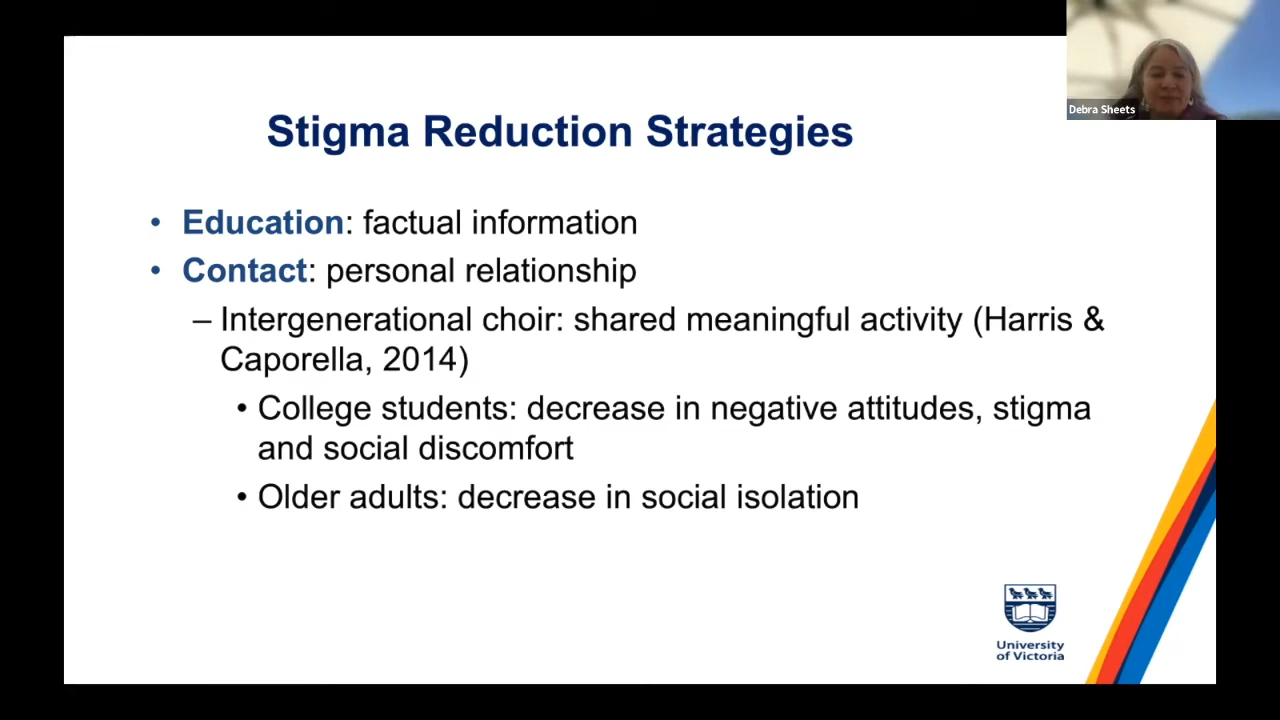 Debra Sheets
Stigma Reduction Strategies
• Education: factual information
• Contact: personal relationship
– Intergenerational choir: shared meaningful activity (Harris &
Caporella, 2014)
• College students: decrease in negative attitudes, stigma
and social discomfort
• Older adults: decrease in social isolation
University
of Victoria